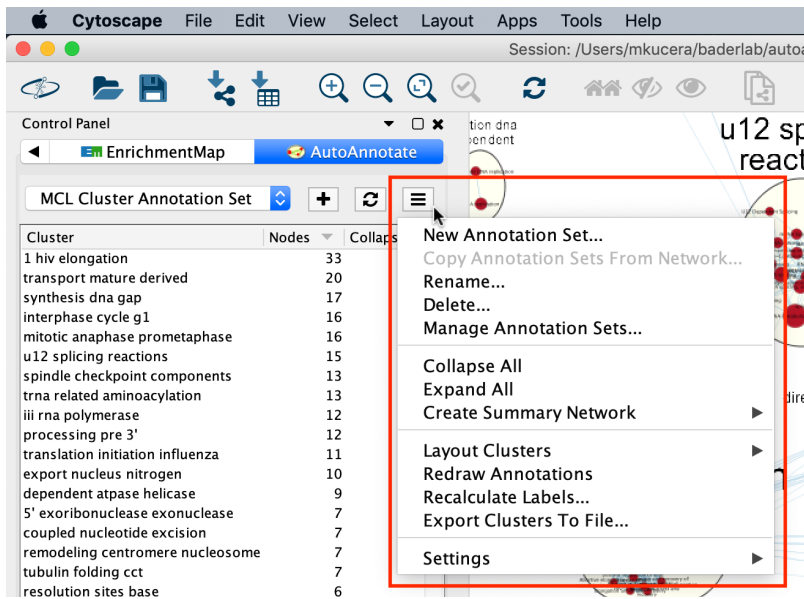 Cytoscape File Edit View Select Layout Apps Tools Help
Session: /Users/mkucera/baderlab/autoa
Control Panel
EnrichmentMap AutoAnnotate
MCL Cluster Annotation Set
Cluster Nodes Collaps
1 hiv elongation 33
transport mature derived 20
synthesis dna gap 17
interphase cycle g1 16
mitotic anaphase prometaphase 16
u12 splicing reactions 15
spindle checkpoint components 13
trna related aminoacylation 13
iii rna polymerase 12
processing pre 3' 12
translation initiation influenza 11
export nucleus nitrogen 10
dependent atpase helicase 9
5' exoribonuclease exonuclease 7
coupled nucleotide excision 7
remodeling centromere nucleosome 7
tubulin folding cct 7
resolution sites base 6
New Annotation Set...
Copy Annotation Sets From Network...
Rename...
Delete...
Manage Annotation Sets...
Collapse All
Expand All
Create Summary Network
Layout Clusters
Redraw Annotations
Recalculate Labels...
Export Clusters To File...
Settings
tion dna
pendent
u12 sp
react
dire